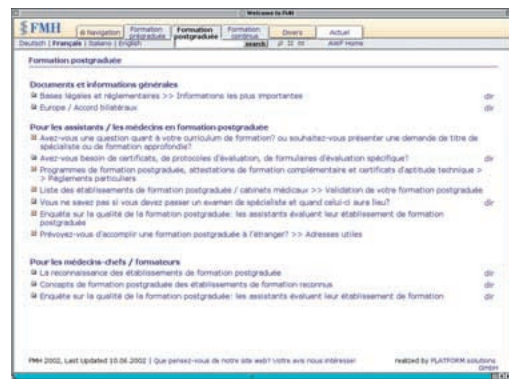 Welcome to FMH
FMH
Navigation
Formation prégraduée
Formation postgraduée
Formation continue
Divers
Actuel
Deutsch | Français | Italiano | English
search
Home
Formation postgraduée
Documents et informations générales
Bases légales et réglementaires >> Informations les plus importantes dir
Europe / Accord bilatéraux dir
Pour les assistants / les médecins en formation postgraduée
Avez-vous une question quant à votre curriculum de formation? ou souhaitez-vous présenter une demande de titre de
spécialiste ou de formation approfondie?
Avez-vous besoin de certificats, de protocoles d'évaluation, de formulaires d'évaluation spécifique? dir
Programmes de formation postgraduée, attestations de formation complémentaire et certificats d'aptitude technique >
> Règlements particuliers
Liste des établissements de formation postgraduée / cabinets médicaux >> Validation de votre formation postgraduée
Vous ne savez pas si vous devez passer un examen de spécialiste et quand celui-ci aura lieu? dir
Enquête sur la qualité de la formation postgraduée: les assistants évaluent leur établissement de formation
postgraduée
Prévoyez-vous d'accomplir une formation postgraduée à l'étranger? >> Adresses utiles
Pour les médecins-chefs / formateurs
La reconnaissance des établissements de formation postgraduée dir
Concepts de formation postgraduée des établissements de formation reconnus dir
Enquête sur la qualité de la formation postgraduée: les assistants évaluent leur établissement de formation dir
FMH 2002, Last Updated 10.06.2002 | Que pensez-vous de notre site web? Votre avis nous intéresse! realized by PLATFORM solutions
GmbH